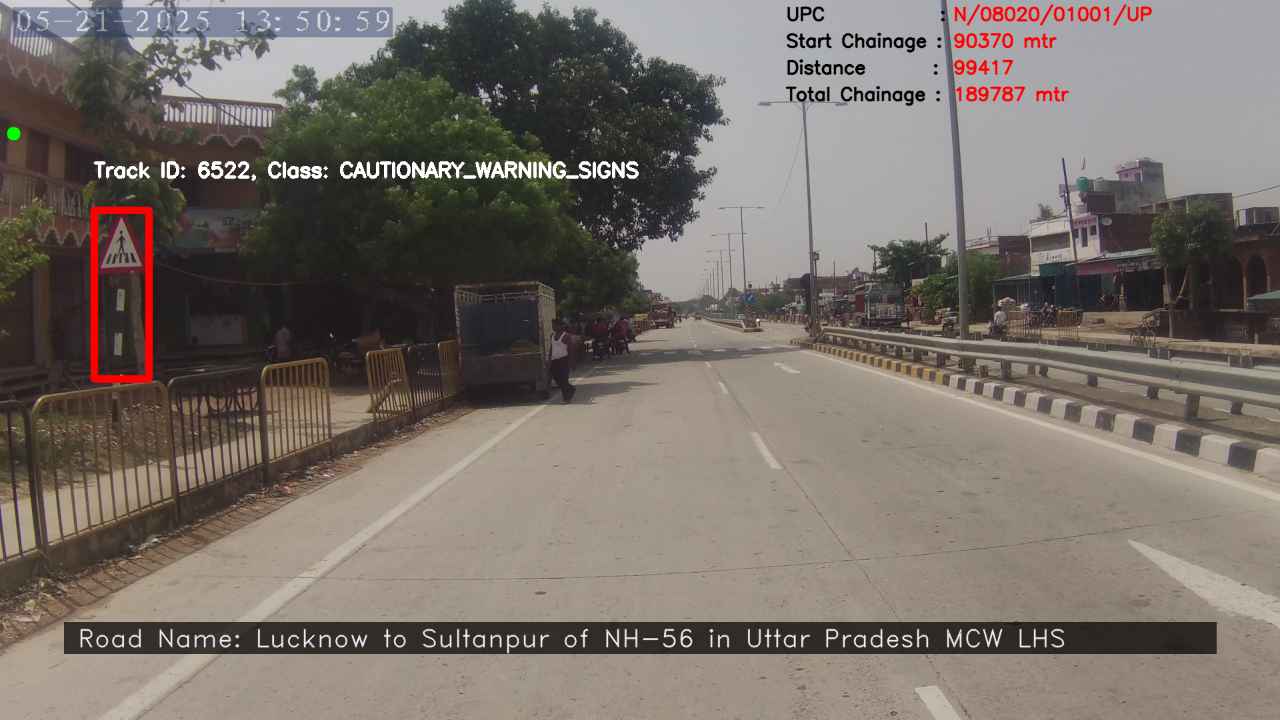 05-21-2025 13:50:59
UPC : N/08020/01001/UP
Start Chainage : 90370 mtr
Distance : 99417
Total Chainage : 189787 mtr
Track ID: 6522, Class: CAUTIONARY_WARNING_SIGNS
Road Name: Lucknow to Sultanpur of NH-56 in Uttar Pradesh MCW LHS